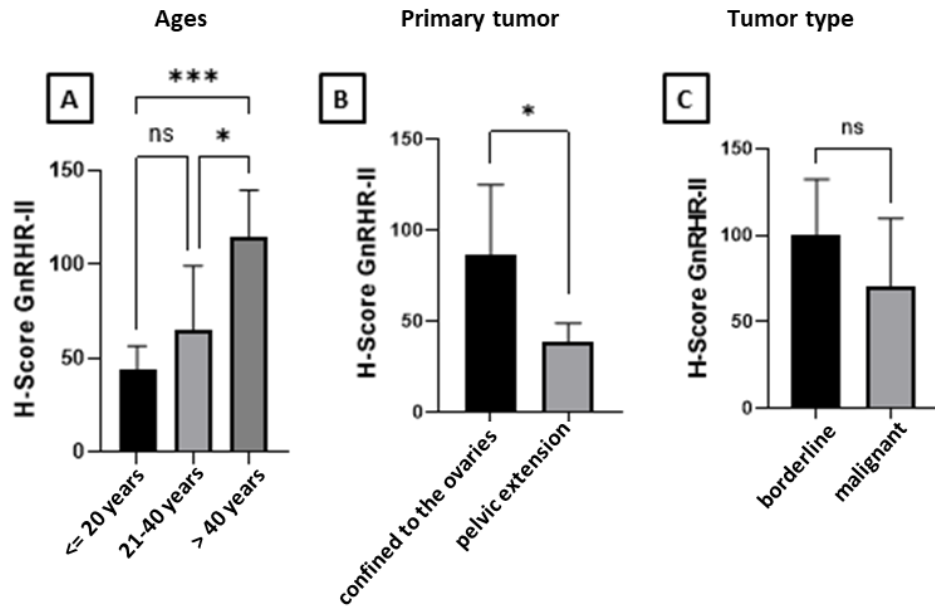 Ages
Primary tumor
Tumor type
A
***
ns
*
H-Score GnRHR-II
150
100
50
0
<= 20 years
21-40 years
> 40 years
B
*
H-Score GnRHR-II
150
100
50
0
confined to the ovaries
pelvic extension
C
ns
H-Score GnRHR-II
150
100
50
0
borderline
malignant